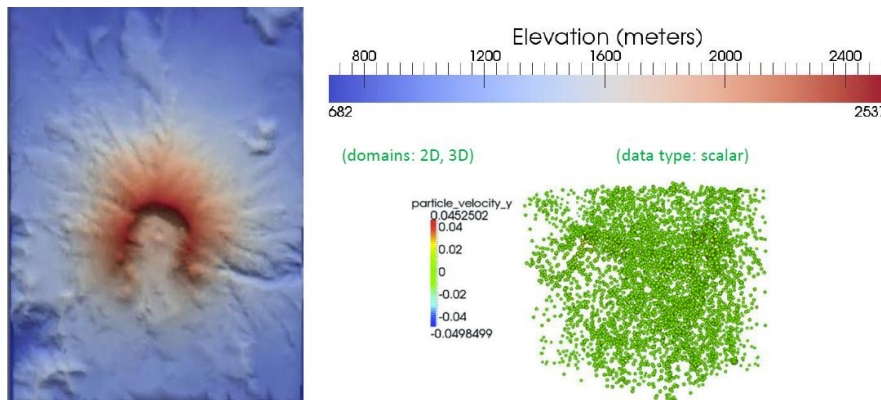 Elevation (meters)
800 1200 1600 2000 2400
682 2537
(domains: 2D, 3D) (data type: scalar)
particle_velocity_y
0.0452502
0.04
0.02
0
-0.02
-0.04
-0.0498499